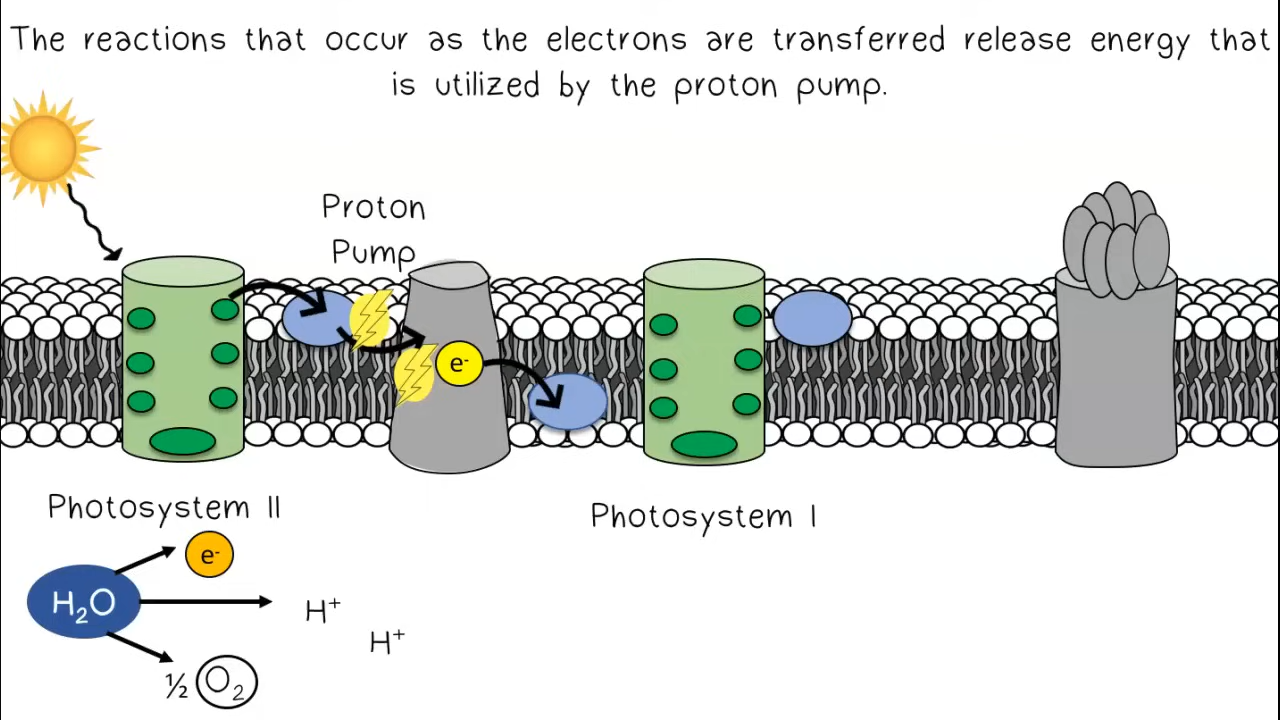 The reactions that occur as the electrons are transferred release energy that
is utilized by the proton pump.
Proton
Pump
e⁻
Photosystem II
Photosystem I
e⁻
H₂O
H⁺
H⁺
½ O₂